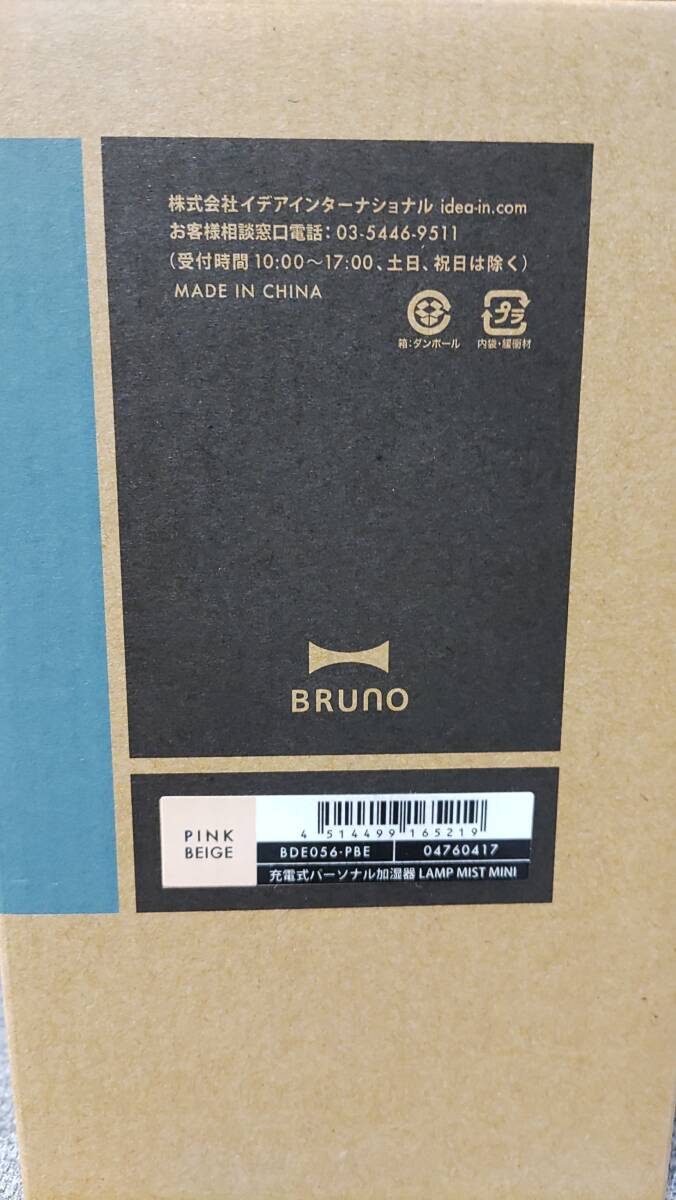 株式会社イデアインターナショナル idea-in.com
お客様相談窓口電話: 03-5446-9511
(受付時間 10:00〜17:00、土日、祝日は除く)
MADE IN CHINA
プラ
箱:ダンボール 内袋・緩衝材
BRUNO
PINK
BEIGE
4 514499 165219
BDE056-PBE 04760417
充電式パーソナル加湿器 LAMP MIST MINI